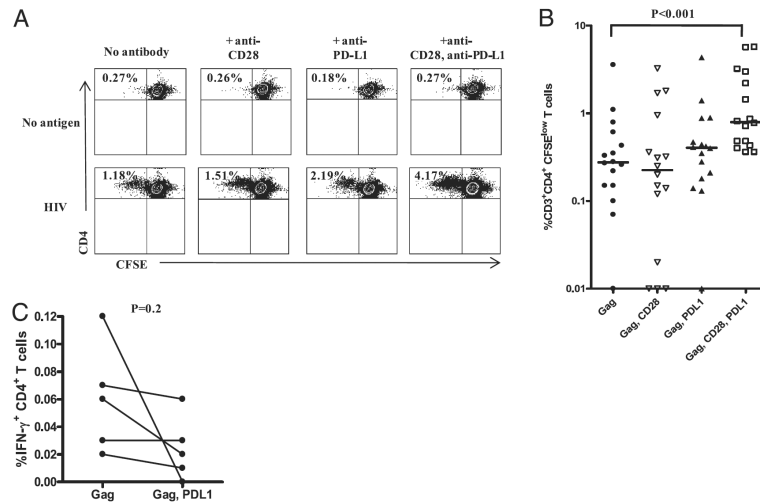 A
No antibody
+ anti-
CD28
+ anti-
PD-L1
+anti-
CD28, anti-PD-L1
No antigen
0.27%
0.26%
0.18%
0.27%
HIV
1.18%
1.51%
2.19%
4.17%
CD4
CFSE
B
P<0.001
%CD3+CD4+ CFSElow T cells
10
1
0.1
0.01
Gag
Gag, CD28
Gag, PDL1
Gag, CD28, PDL1
C
P=0.2
%IFN-γ+ CD4+ T cells
0.12
0.10
0.08
0.06
0.04
0.02
0.00
Gag
Gag, PDL1